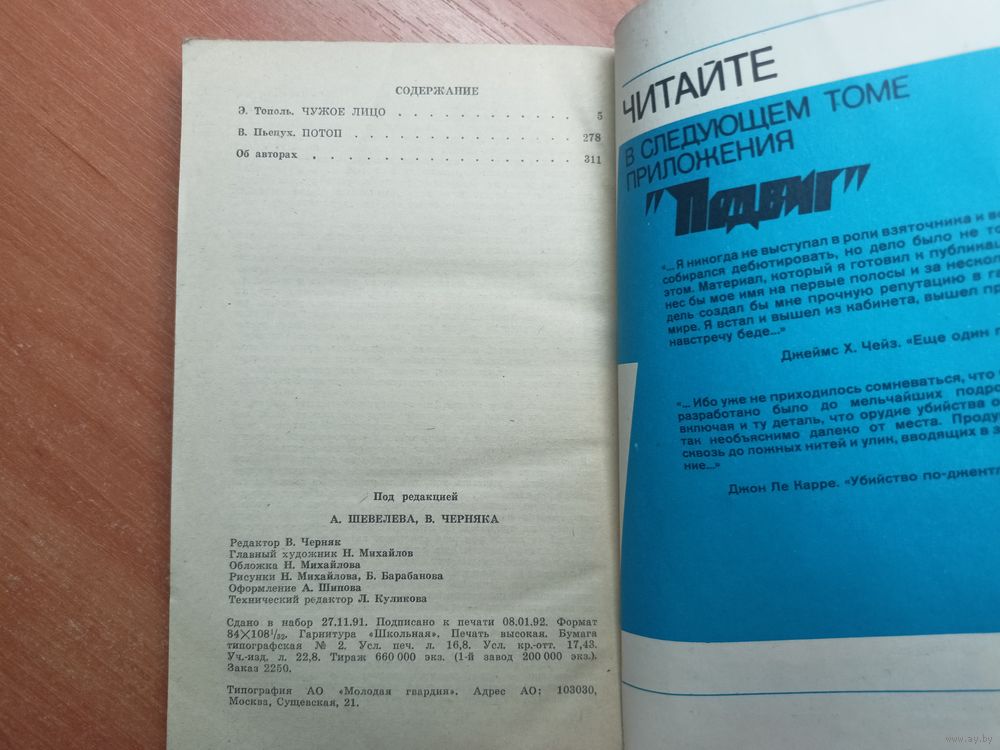 СОДЕРЖАНИЕ
Э. Тополь. ЧУЖОЕ ЛИЦО . . . . . . . . . . . . . 5
В. Пьецух. ПОТОП . . . . . . . . . . . . . . . 278
Об авторах . . . . . . . . . . . . . . . . . 311
Под редакцией
А. ШЕВЕЛЕВА, В. ЧЕРНЯКА
Редактор В. Черняк
Главный художник Н. Михайлов
Обложка Н. Михайлова
Рисунки Н. Михайлова, Б. Барабанова
Оформление А. Шипова
Технический редактор Л. Куликова
Сдано в набор 27.11.91. Подписано к печати 08.01.92. Формат
84×108¹/₃₂. Гарнитура «Школьная». Печать высокая. Бумага
типографская № 2. Усл. печ. л. 16,8. Усл. кр.-отт. 17,43.
Уч.-изд. л. 22,8. Тираж 660 000 экз. (1-й завод 200 000 экз.).
Заказ 2250.
Типография АО «Молодая гвардия». Адрес АО: 103030,
Москва, Сущевская, 21.
ЧИТАЙТЕ
В СЛЕДУЮЩЕМ ТОМЕ
ПРИЛОЖЕНИЯ
"Подвиг"
«...Я никогда не выступал в роли взяточника и
собирался дебютировать, но дело было не
этом. Материал, который я готовил к
нес бы мое имя на первые полосы и за
дель создал бы мне прочную репутацию в
мире. Я встал и вышел из кабинета, вышел
навстречу беде...»
Джеймс Х. Чейз. «Еще один
«...Ибо уже не приходилось сомневаться, что
разработано было до мельчайших
включая и ту деталь, что орудие убийства
так необъяснимо далеко от места.
сквозь до ложных нитей и улик, вводящих в
ние...»
Джон Ле Карре. «Убийство
www.ay.by